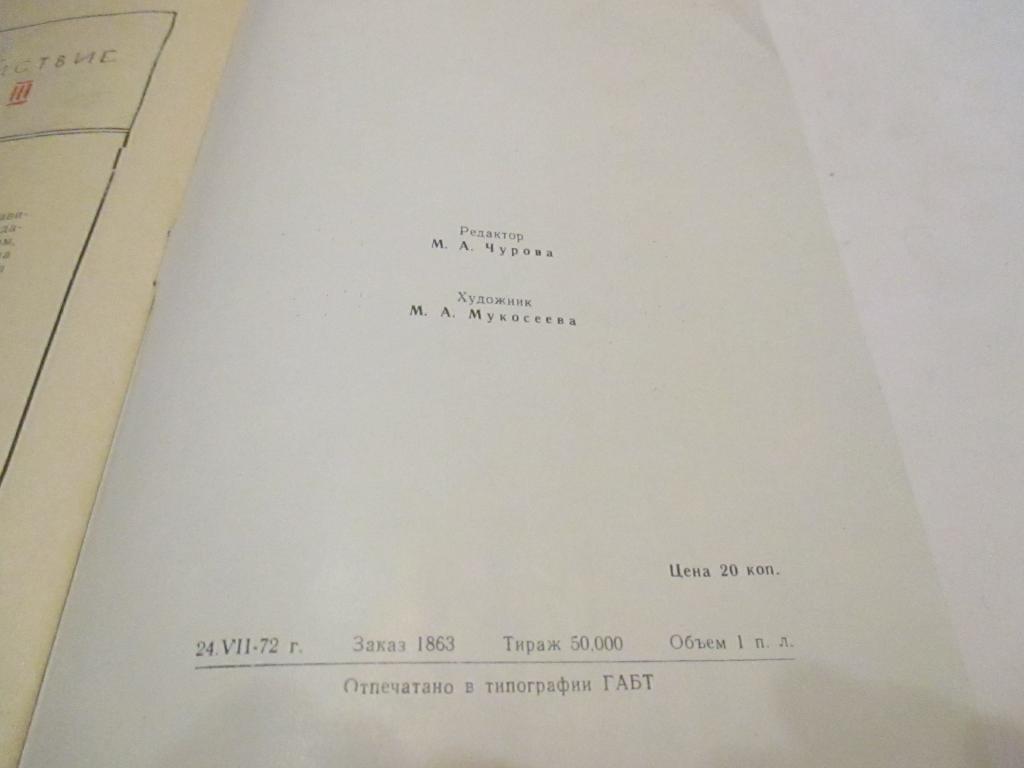 III
Редактор
М. А. Чурова
Художник
М. А. Мукосеева
Цена 20 коп.
24.VII-72 г. Заказ 1863 Тираж 50.000 Объем 1 п. л.
Отпечатано в типографии ГАБТ